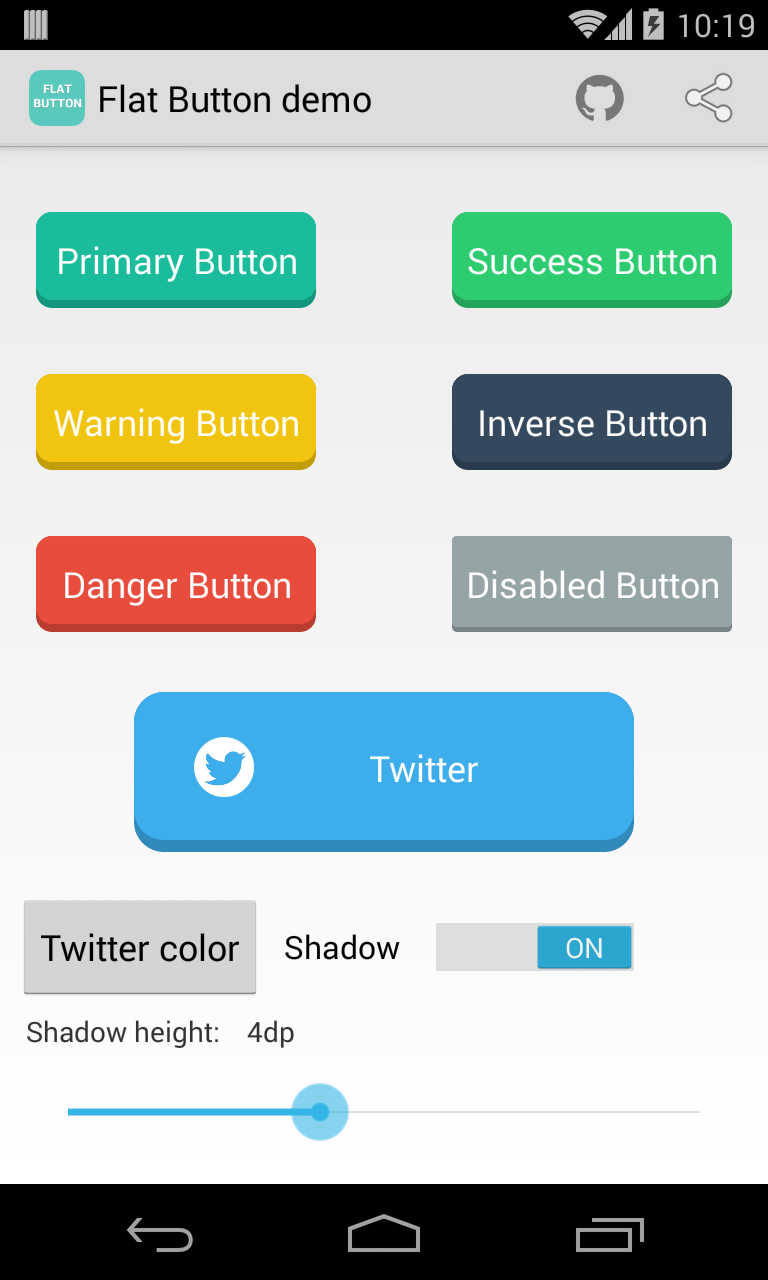 10:19
FLAT
BUTTON
Flat Button demo
Primary Button
Success Button
Warning Button
Inverse Button
Danger Button
Disabled Button
Twitter
Twitter color
Shadow
ON
Shadow height: 4dp